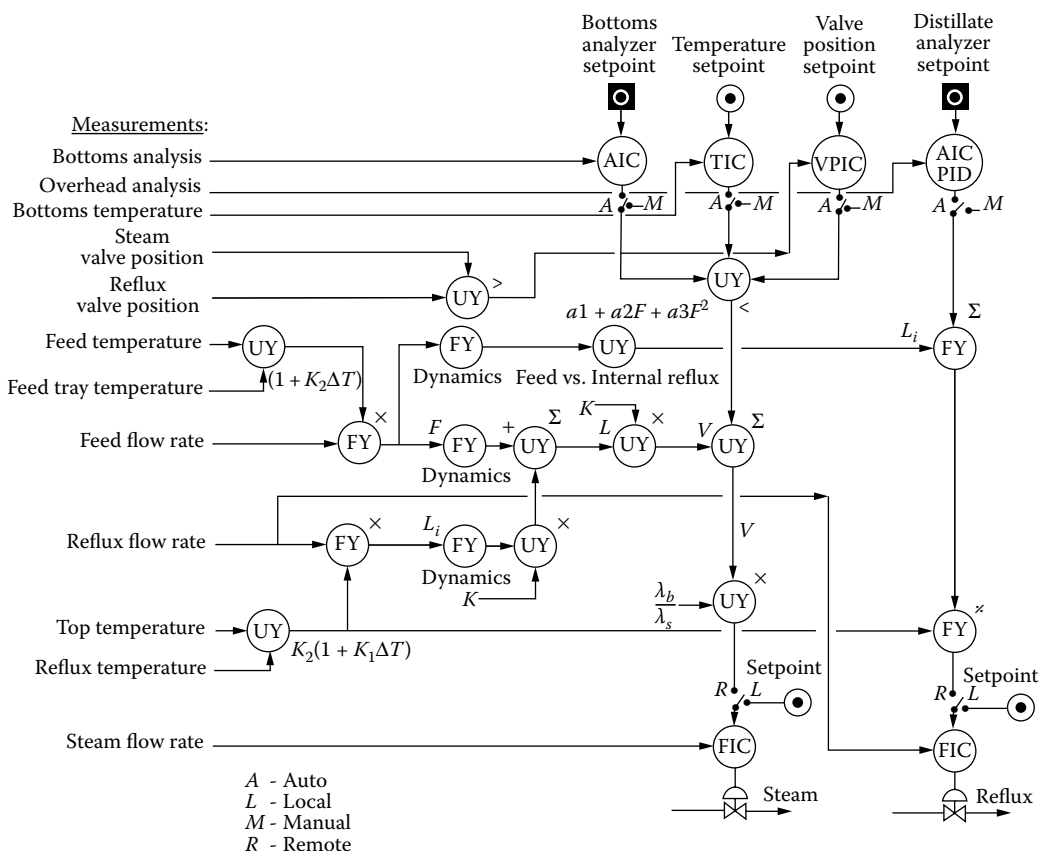 Bottoms
analyzer
setpoint
Temperature
setpoint
Valve
position
setpoint
Distillate
analyzer
setpoint
Measurements:
Bottoms analysis
AIC
TIC
VPIC
AIC
PID
Overhead analysis
Bottoms temperature
A
M
A
M
A
M
A
M
Steam
valve position
Reflux
valve position
UY
>
UY
<
a1 + a2F + a3F²
Σ
Feed temperature
UY
FY
Dynamics
UY
Feed vs. Internal reflux
L_i
FY
Feed tray temperature
(1 + K₂ΔT)
×
Feed flow rate
FY
F
FY
Dynamics
+
UY
Σ
K
L
UY
×
V
UY
Σ
Reflux flow rate
FY
×
L_i
FY
Dynamics
UY
×
K
V
λ_b
λ_s
UY
×
Top temperature
UY
K₂(1 + K₁ΔT)
Reflux temperature
FY
R
L
Setpoint
R
L
Setpoint
Steam flow rate
FIC
FIC
Steam
Reflux
A - Auto
L - Local
M - Manual
R - Remote